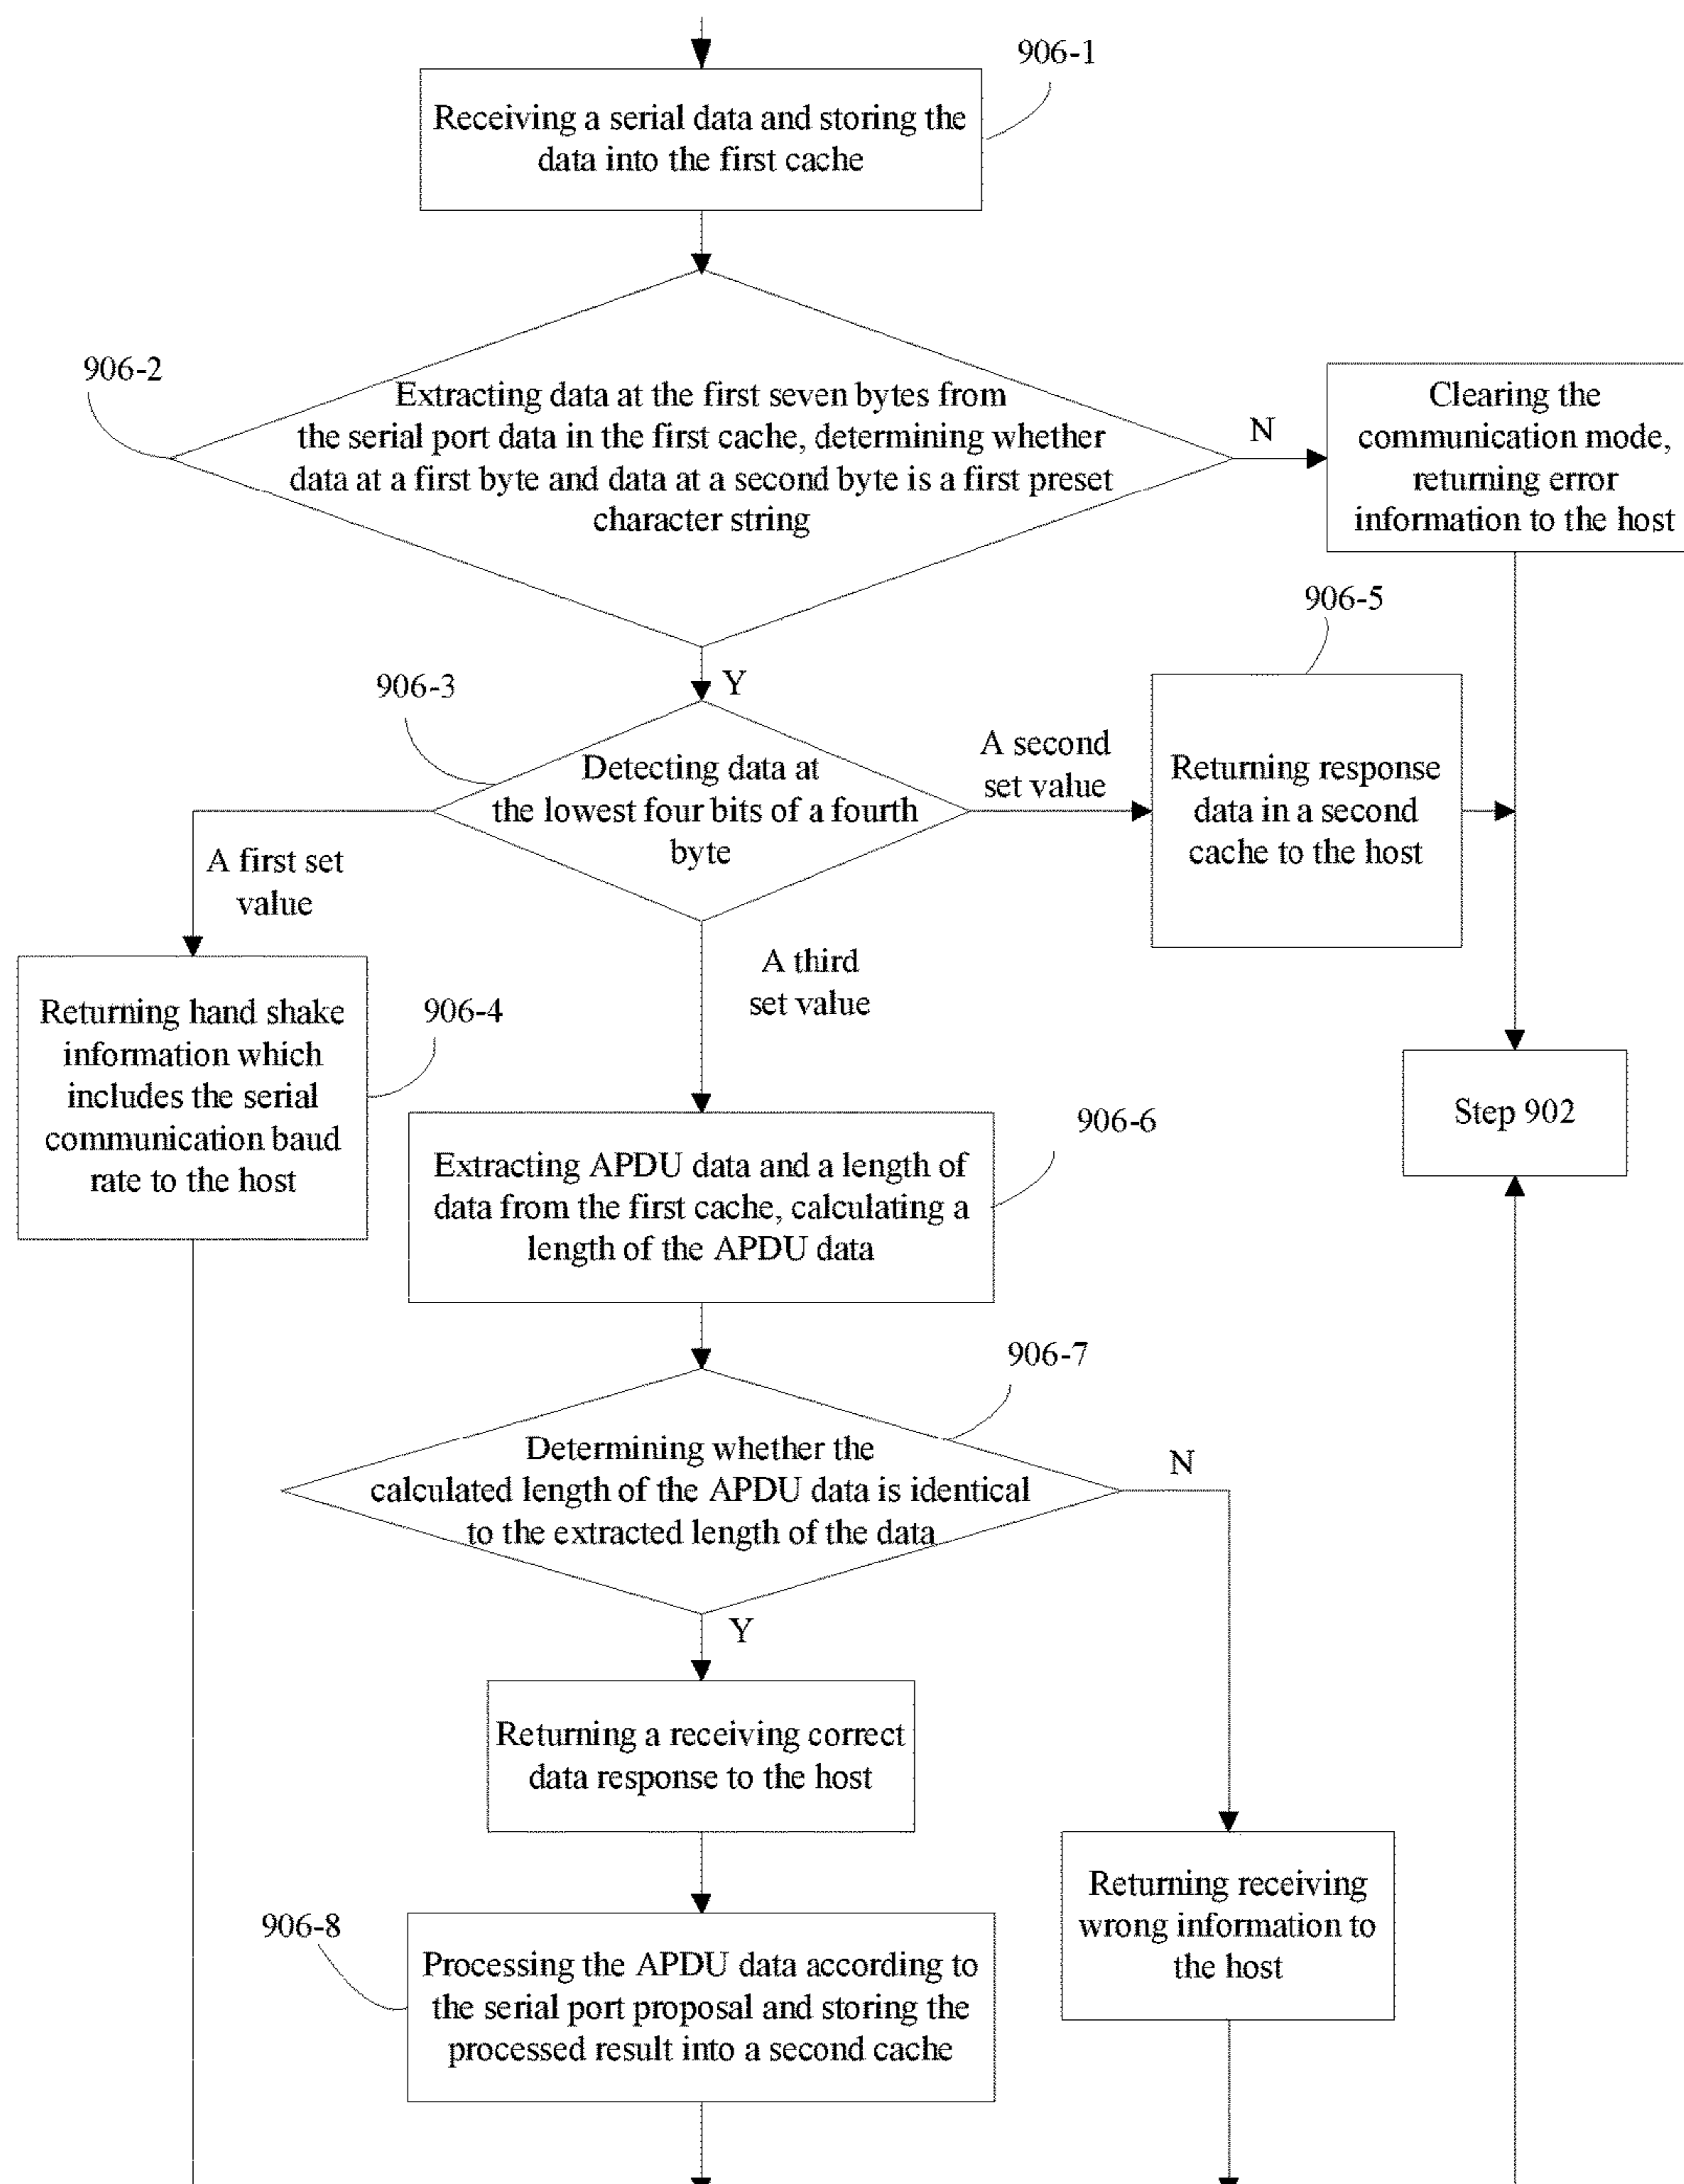 906-1
Receiving a serial data and storing the
data into the first cache
906-2
Extracting data at the first seven bytes from
the serial port data in the first cache, determining whether
data at a first byte and data at a second byte is a first preset
character string
N
Clearing the
communication mode,
returning error
information to the host
Y
906-3
Detecting data at
the lowest four bits of a fourth
byte
A second
set value
906-5
Returning response
data in a second
cache to the host
A first set
value
A third
set value
Returning hand shake
information which
includes the serial
communication baud
rate to the host
906-4
Step 902
906-6
Extracting APDU data and a length of
data from the first cache, calculating a
length of the APDU data
906-7
Determining whether the
calculated length of the APDU data is identical
to the extracted length of the data
N
Y
Returning a receiving correct
data response to the host
Returning receiving
wrong information to
the host
906-8
Processing the APDU data according to
the serial port proposal and storing the
processed result into a second cache